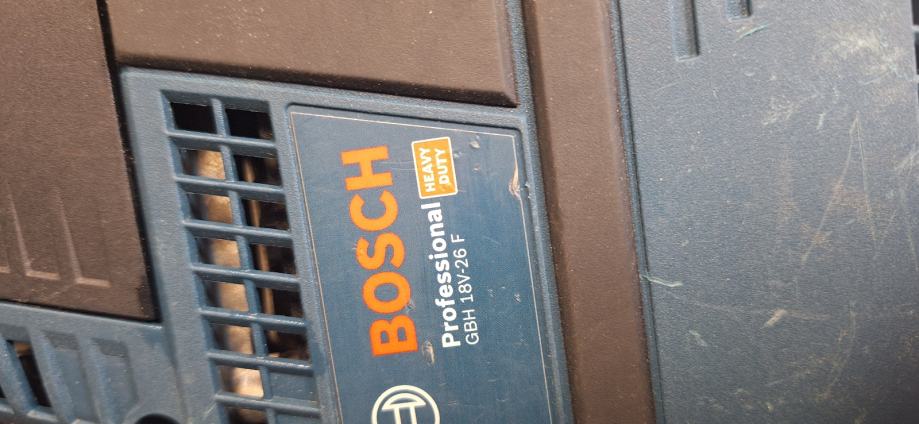 BOSCH
HEAVY
DUTY
Professional
GBH 18V-26 F